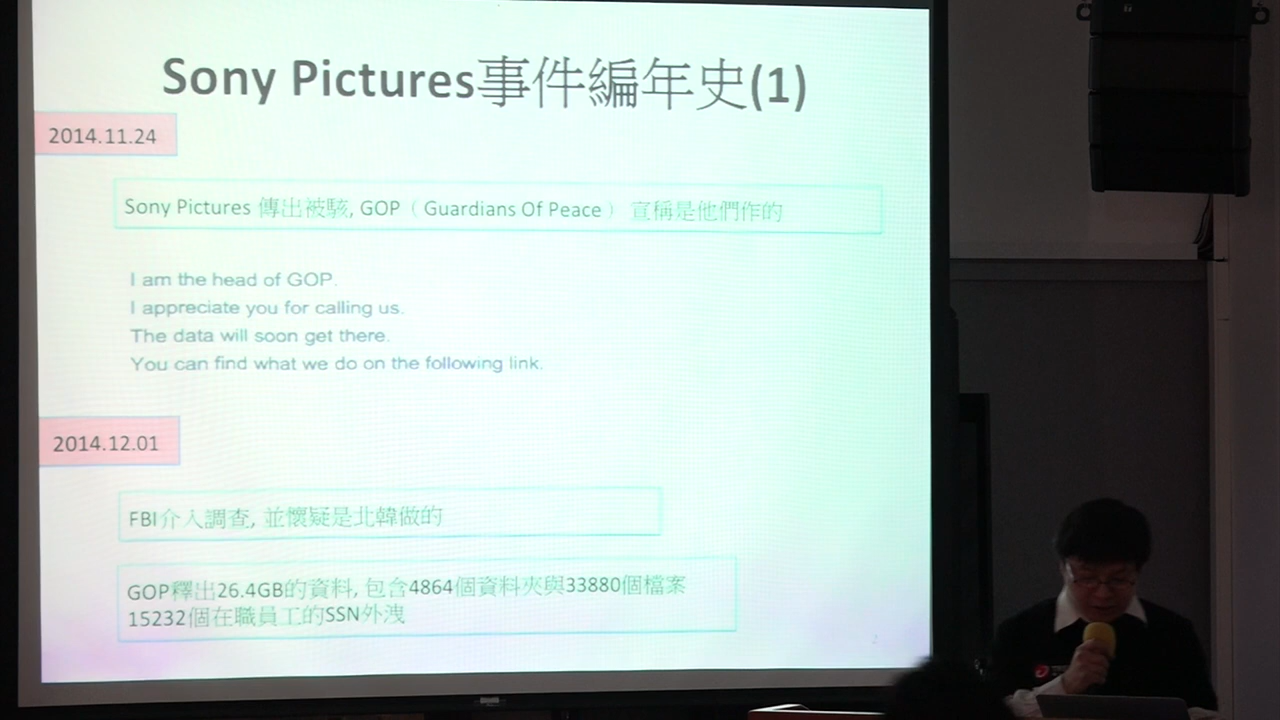 Sony Pictures事件編年史(1)
2014.11.24
Sony Pictures 傳出被駭, GOP（Guardians Of Peace） 宣稱是他們作的
I am the head of GOP.
I appreciate you for calling us.
The data will soon get there.
You can find what we do on the following link.
2014.12.01
FBI介入調查, 並懷疑是北韓做的
GOP釋出26.4GB的資料, 包含4864個資料夾與33880個檔案
15232個在職員工的SSN外洩
2